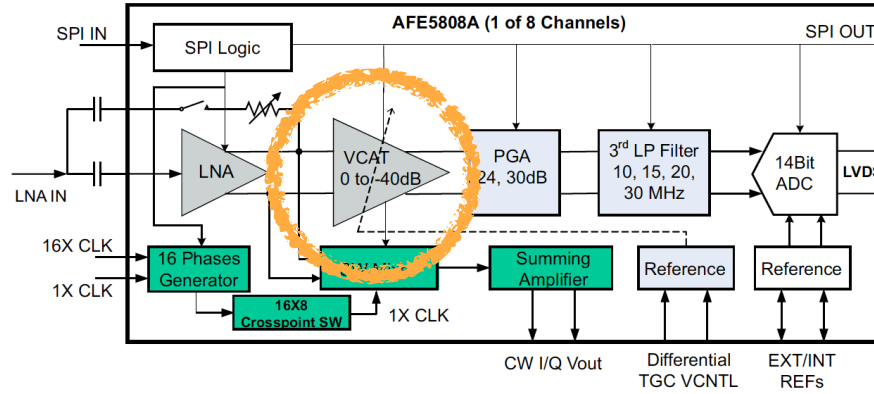 AFE5808A (1 of 8 Channels)
SPI IN
SPI OUT
SPI Logic
LNA
VCAT
0 to -40dB
PGA
24, 30dB
3rd LP Filter
10, 15, 20,
30 MHz
14Bit
ADC
LVDS
LNA IN
16X CLK
1X CLK
16 Phases
Generator
Summing
Amplifier
Reference
Reference
16X8
Crosspoint SW
1X CLK
CW I/Q Vout
Differential
TGC VCNTL
EXT/INT
REFs